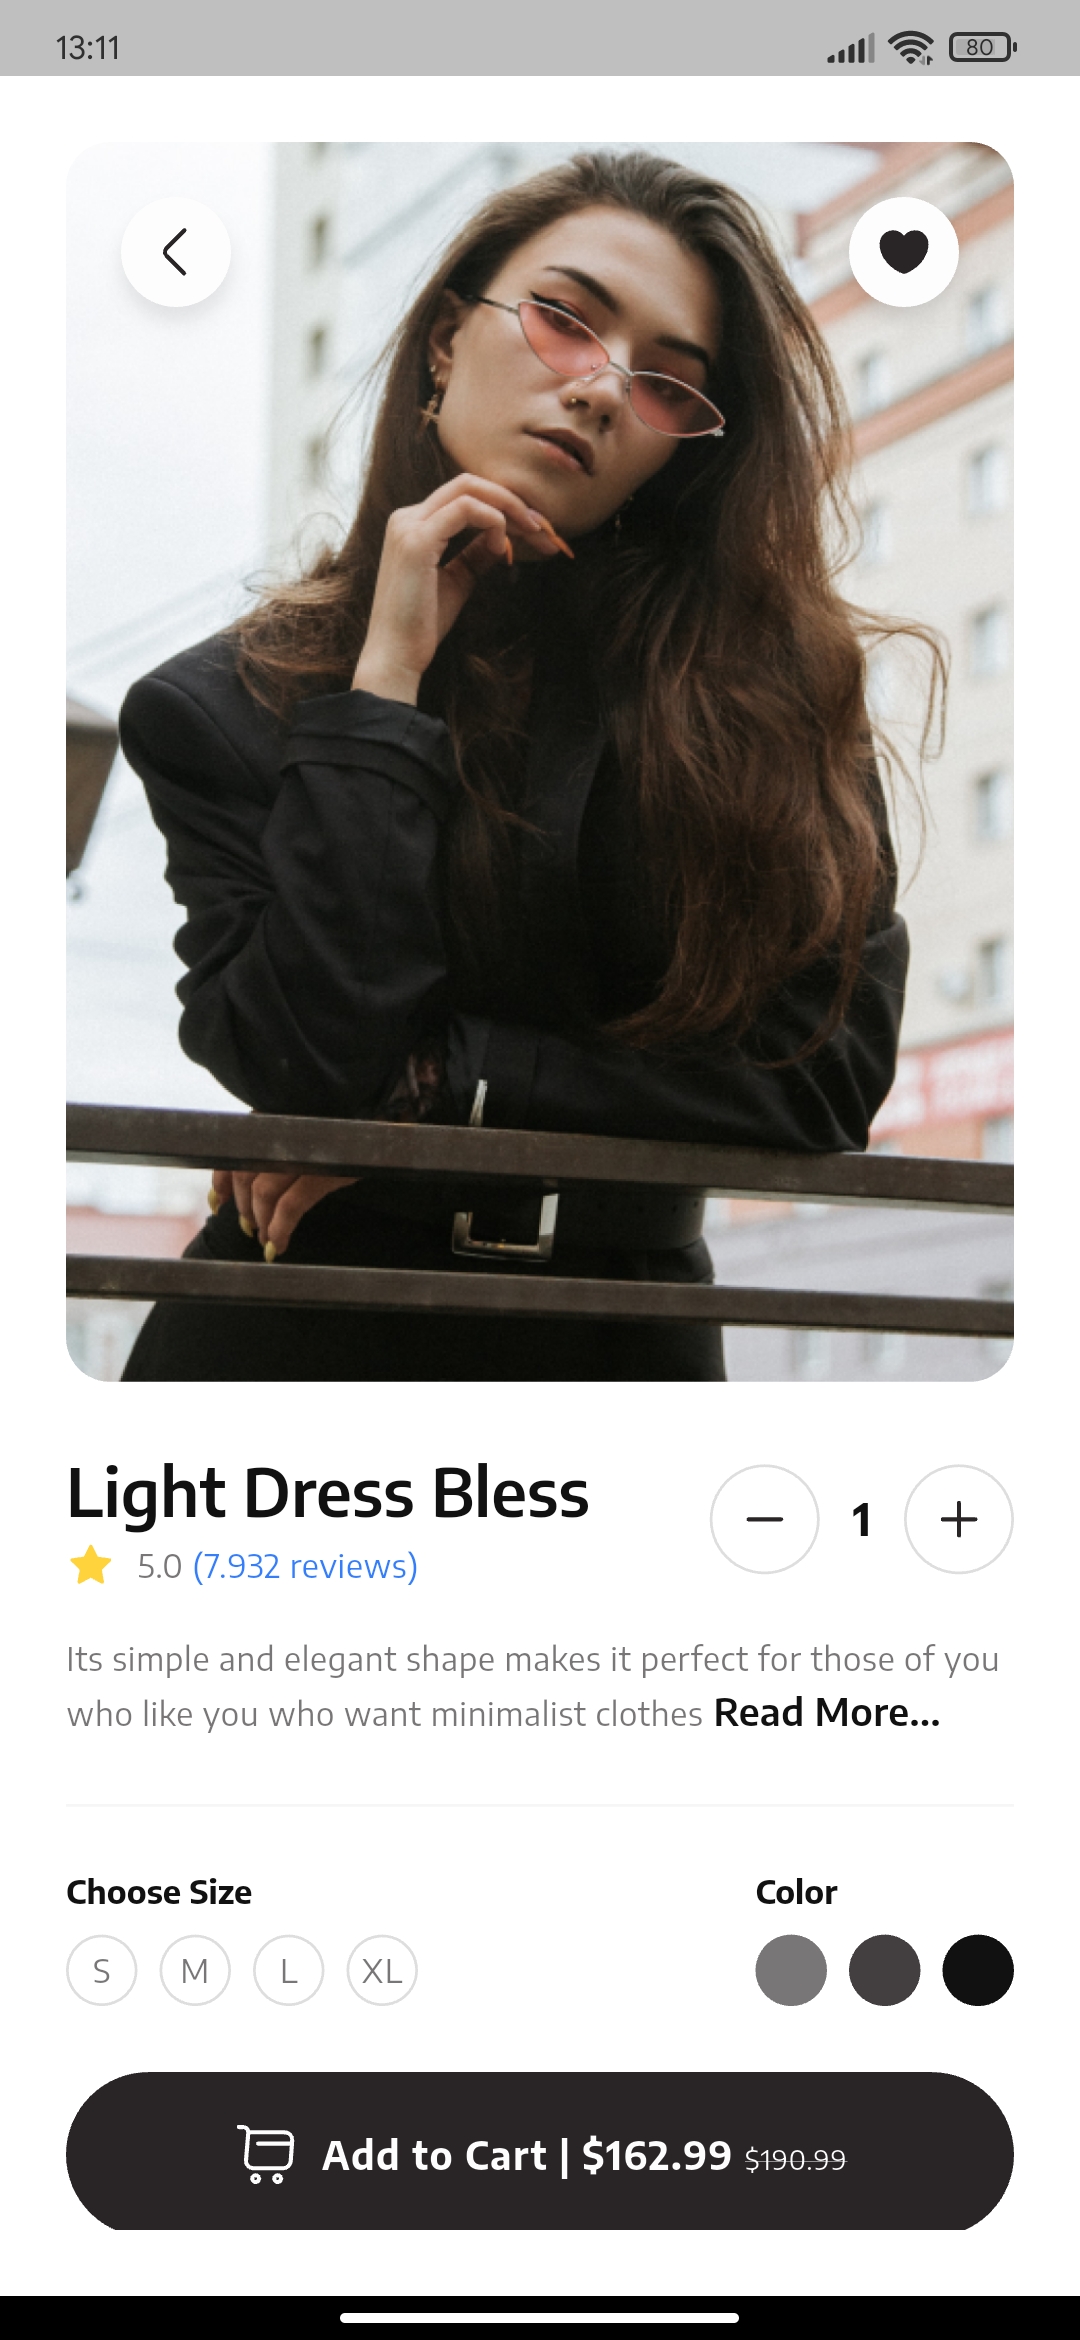 13:11
80
Light Dress Bless
1
5.0 (7.932 reviews)
Its simple and elegant shape makes it perfect for those of you
who like you who want minimalist clothes Read More...
Choose Size
Color
S M L XL
Add to Cart | $162.99 $190.99